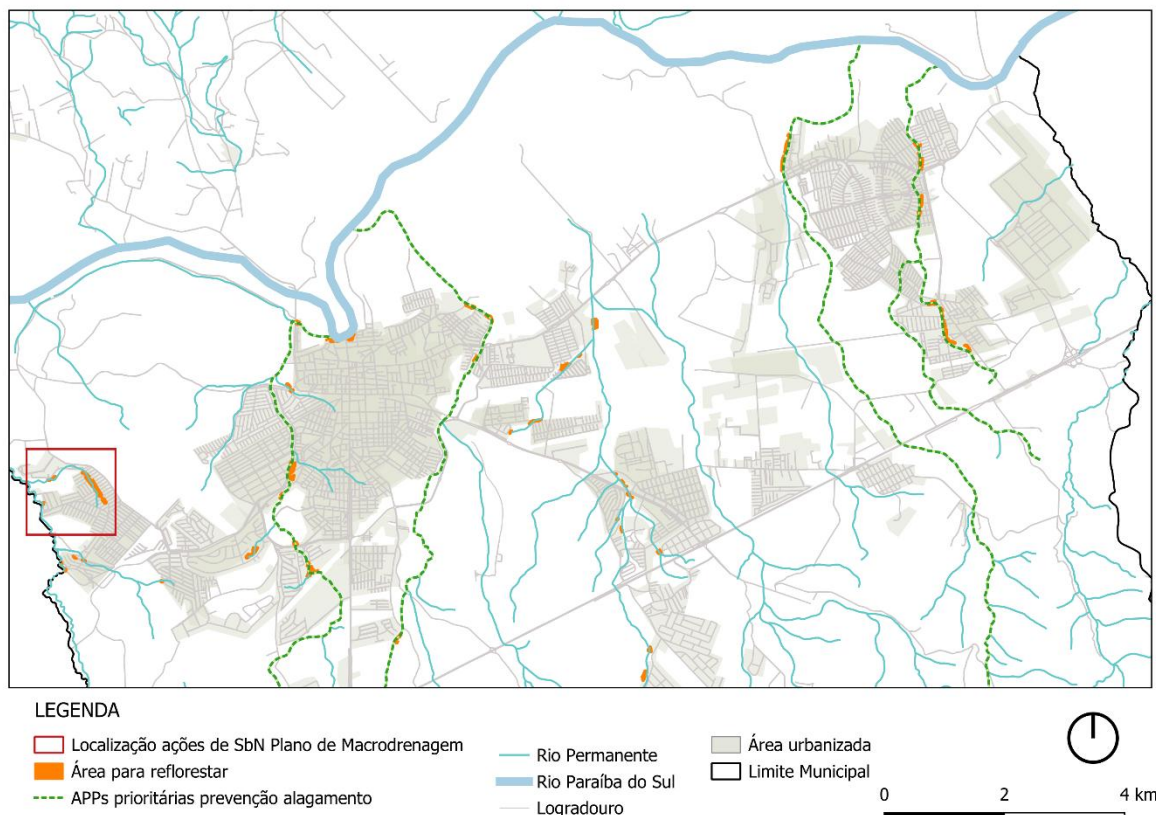 LEGENDA
Localização ações de SbN Plano de Macrodrenagem
Área para reflorestar
APPs prioritárias prevenção alagamento
Rio Permanente
Rio Paraíba do Sul
Logradouro
Área urbanizada
Limite Municipal
0 2 4 km